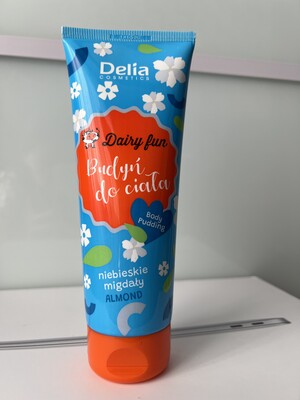 Delia
COSMETICS
Dairy fun
Budyń
do ciała
Body
Pudding
niebieskie
migdały
ALMOND